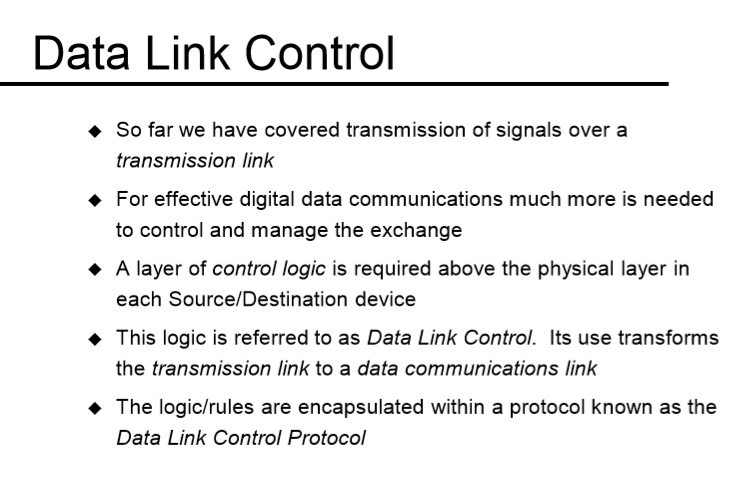 Data Link Control
◆ So far we have covered transmission of signals over a
transmission link
◆ For effective digital data communications much more is needed
to control and manage the exchange
◆ A layer of control logic is required above the physical layer in
each Source/Destination device
◆ This logic is referred to as Data Link Control.  Its use transforms
the transmission link to a data communications link
◆ The logic/rules are encapsulated within a protocol known as the
Data Link Control Protocol